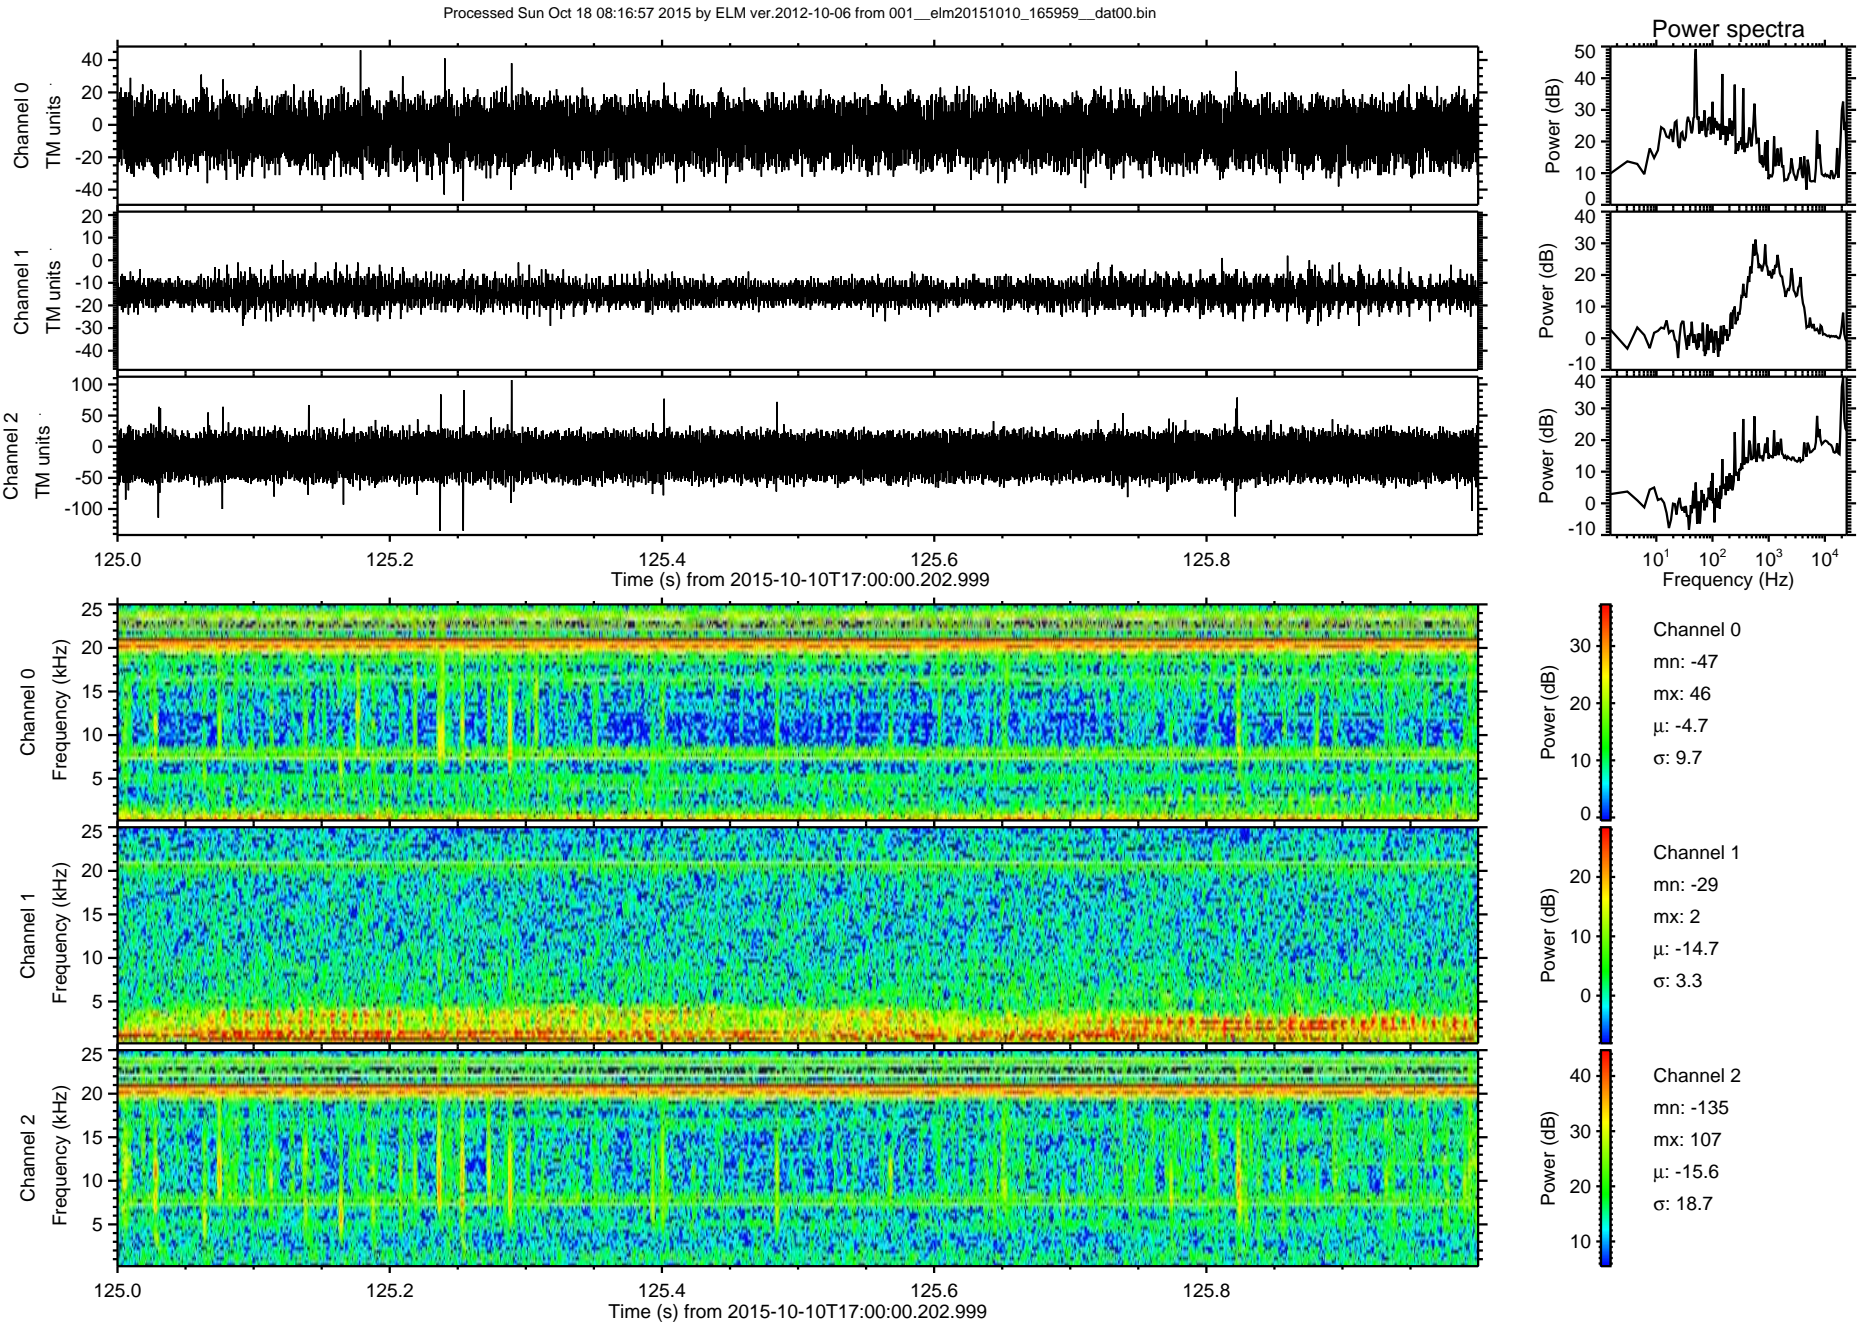 Processed Sun Oct 18 08:16:57 2015 by ELM ver.2012-10-06 from 001__elm20151010_165959__dat00.bin
Power spectra
Channel 0
TM units
40
20
0
-20
-40
Power (dB)
50
40
30
20
10
0
Channel 1
TM units
20
10
0
-10
-20
-30
-40
Power (dB)
40
30
20
10
0
-10
Channel 2
TM units
100
50
0
-50
-100
Power (dB)
40
30
20
10
0
-10
125.0 125.2 125.4 125.6 125.8
Time (s) from 2015-10-10T17:00:00.202.999
10¹ 10² 10³ 10⁴
Frequency (Hz)
Channel 0
Frequency (kHz)
25
20
15
10
5
Power (dB)
30
20
10
0
Channel 0
mn: -47
mx: 46
μ: -4.7
σ: 9.7
Channel 1
Frequency (kHz)
25
20
15
10
5
Power (dB)
20
10
0
Channel 1
mn: -29
mx: 2
μ: -14.7
σ: 3.3
Channel 2
Frequency (kHz)
25
20
15
10
5
Power (dB)
40
30
20
10
Channel 2
mn: -135
mx: 107
μ: -15.6
σ: 18.7
125.0 125.2 125.4 125.6 125.8
Time (s) from 2015-10-10T17:00:00.202.999